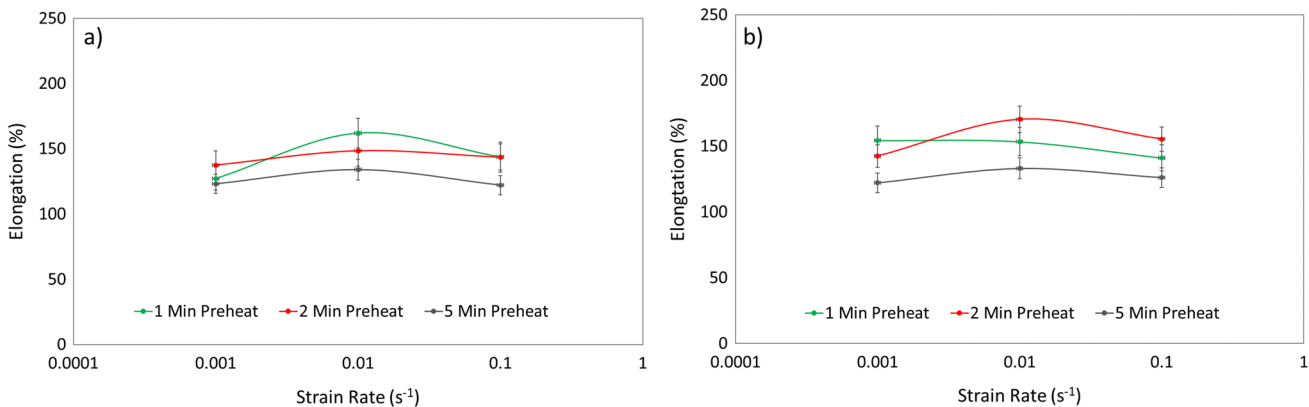 a)
250
200
150
100
50
0
Elongation (%)
1 Min Preheat 2 Min Preheat 5 Min Preheat
0.0001 0.001 0.01 0.1 1
Strain Rate (s⁻¹)
b)
250
200
150
100
50
0
Elongtation (%)
1 Min Preheat 2 Min Preheat 5 Min Preheat
0.0001 0.001 0.01 0.1 1
Strain Rate (s⁻¹)